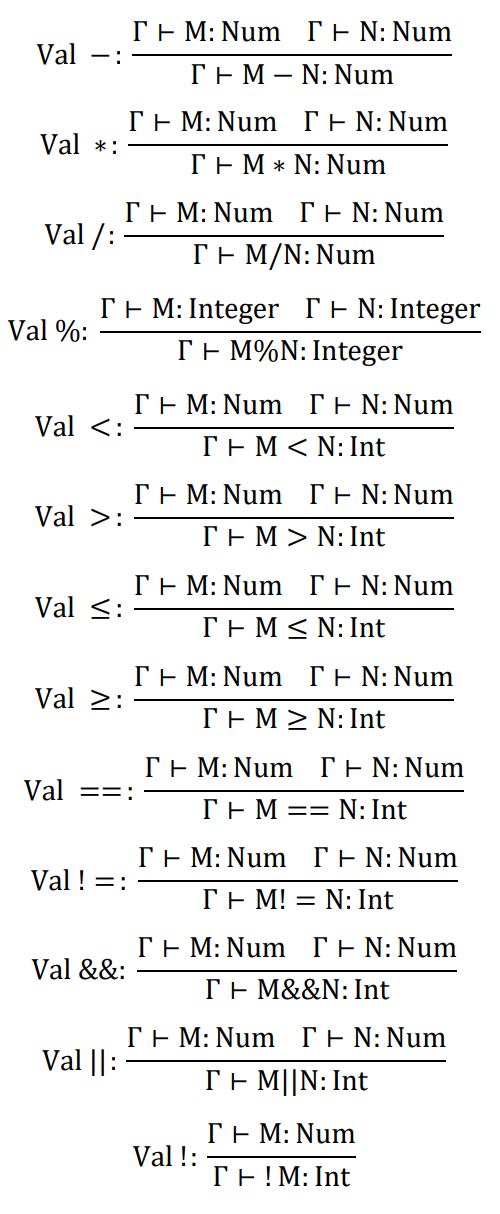 Γ ⊢ M: Num Γ ⊢ N: Num
Val −:
Γ ⊢ M − N: Num
Γ ⊢ M: Num Γ ⊢ N: Num
Val ∗:
Γ ⊢ M ∗ N: Num
Γ ⊢ M: Num Γ ⊢ N: Num
Val /:
Γ ⊢ M/N: Num
Γ ⊢ M: Integer Γ ⊢ N: Integer
Val %:
Γ ⊢ M%N: Integer
Γ ⊢ M: Num Γ ⊢ N: Num
Val <:
Γ ⊢ M < N: Int
Γ ⊢ M: Num Γ ⊢ N: Num
Val >:
Γ ⊢ M > N: Int
Γ ⊢ M: Num Γ ⊢ N: Num
Val ≤:
Γ ⊢ M ≤ N: Int
Γ ⊢ M: Num Γ ⊢ N: Num
Val ≥:
Γ ⊢ M ≥ N: Int
Γ ⊢ M: Num Γ ⊢ N: Num
Val ==:
Γ ⊢ M == N: Int
Γ ⊢ M: Num Γ ⊢ N: Num
Val ! =:
Γ ⊢ M! = N: Int
Γ ⊢ M: Num Γ ⊢ N: Num
Val &&:
Γ ⊢ M&&N: Int
Γ ⊢ M: Num Γ ⊢ N: Num
Val ||:
Γ ⊢ M||N: Int
Γ ⊢ M: Num
Val !:
Γ ⊢ ! M: Int